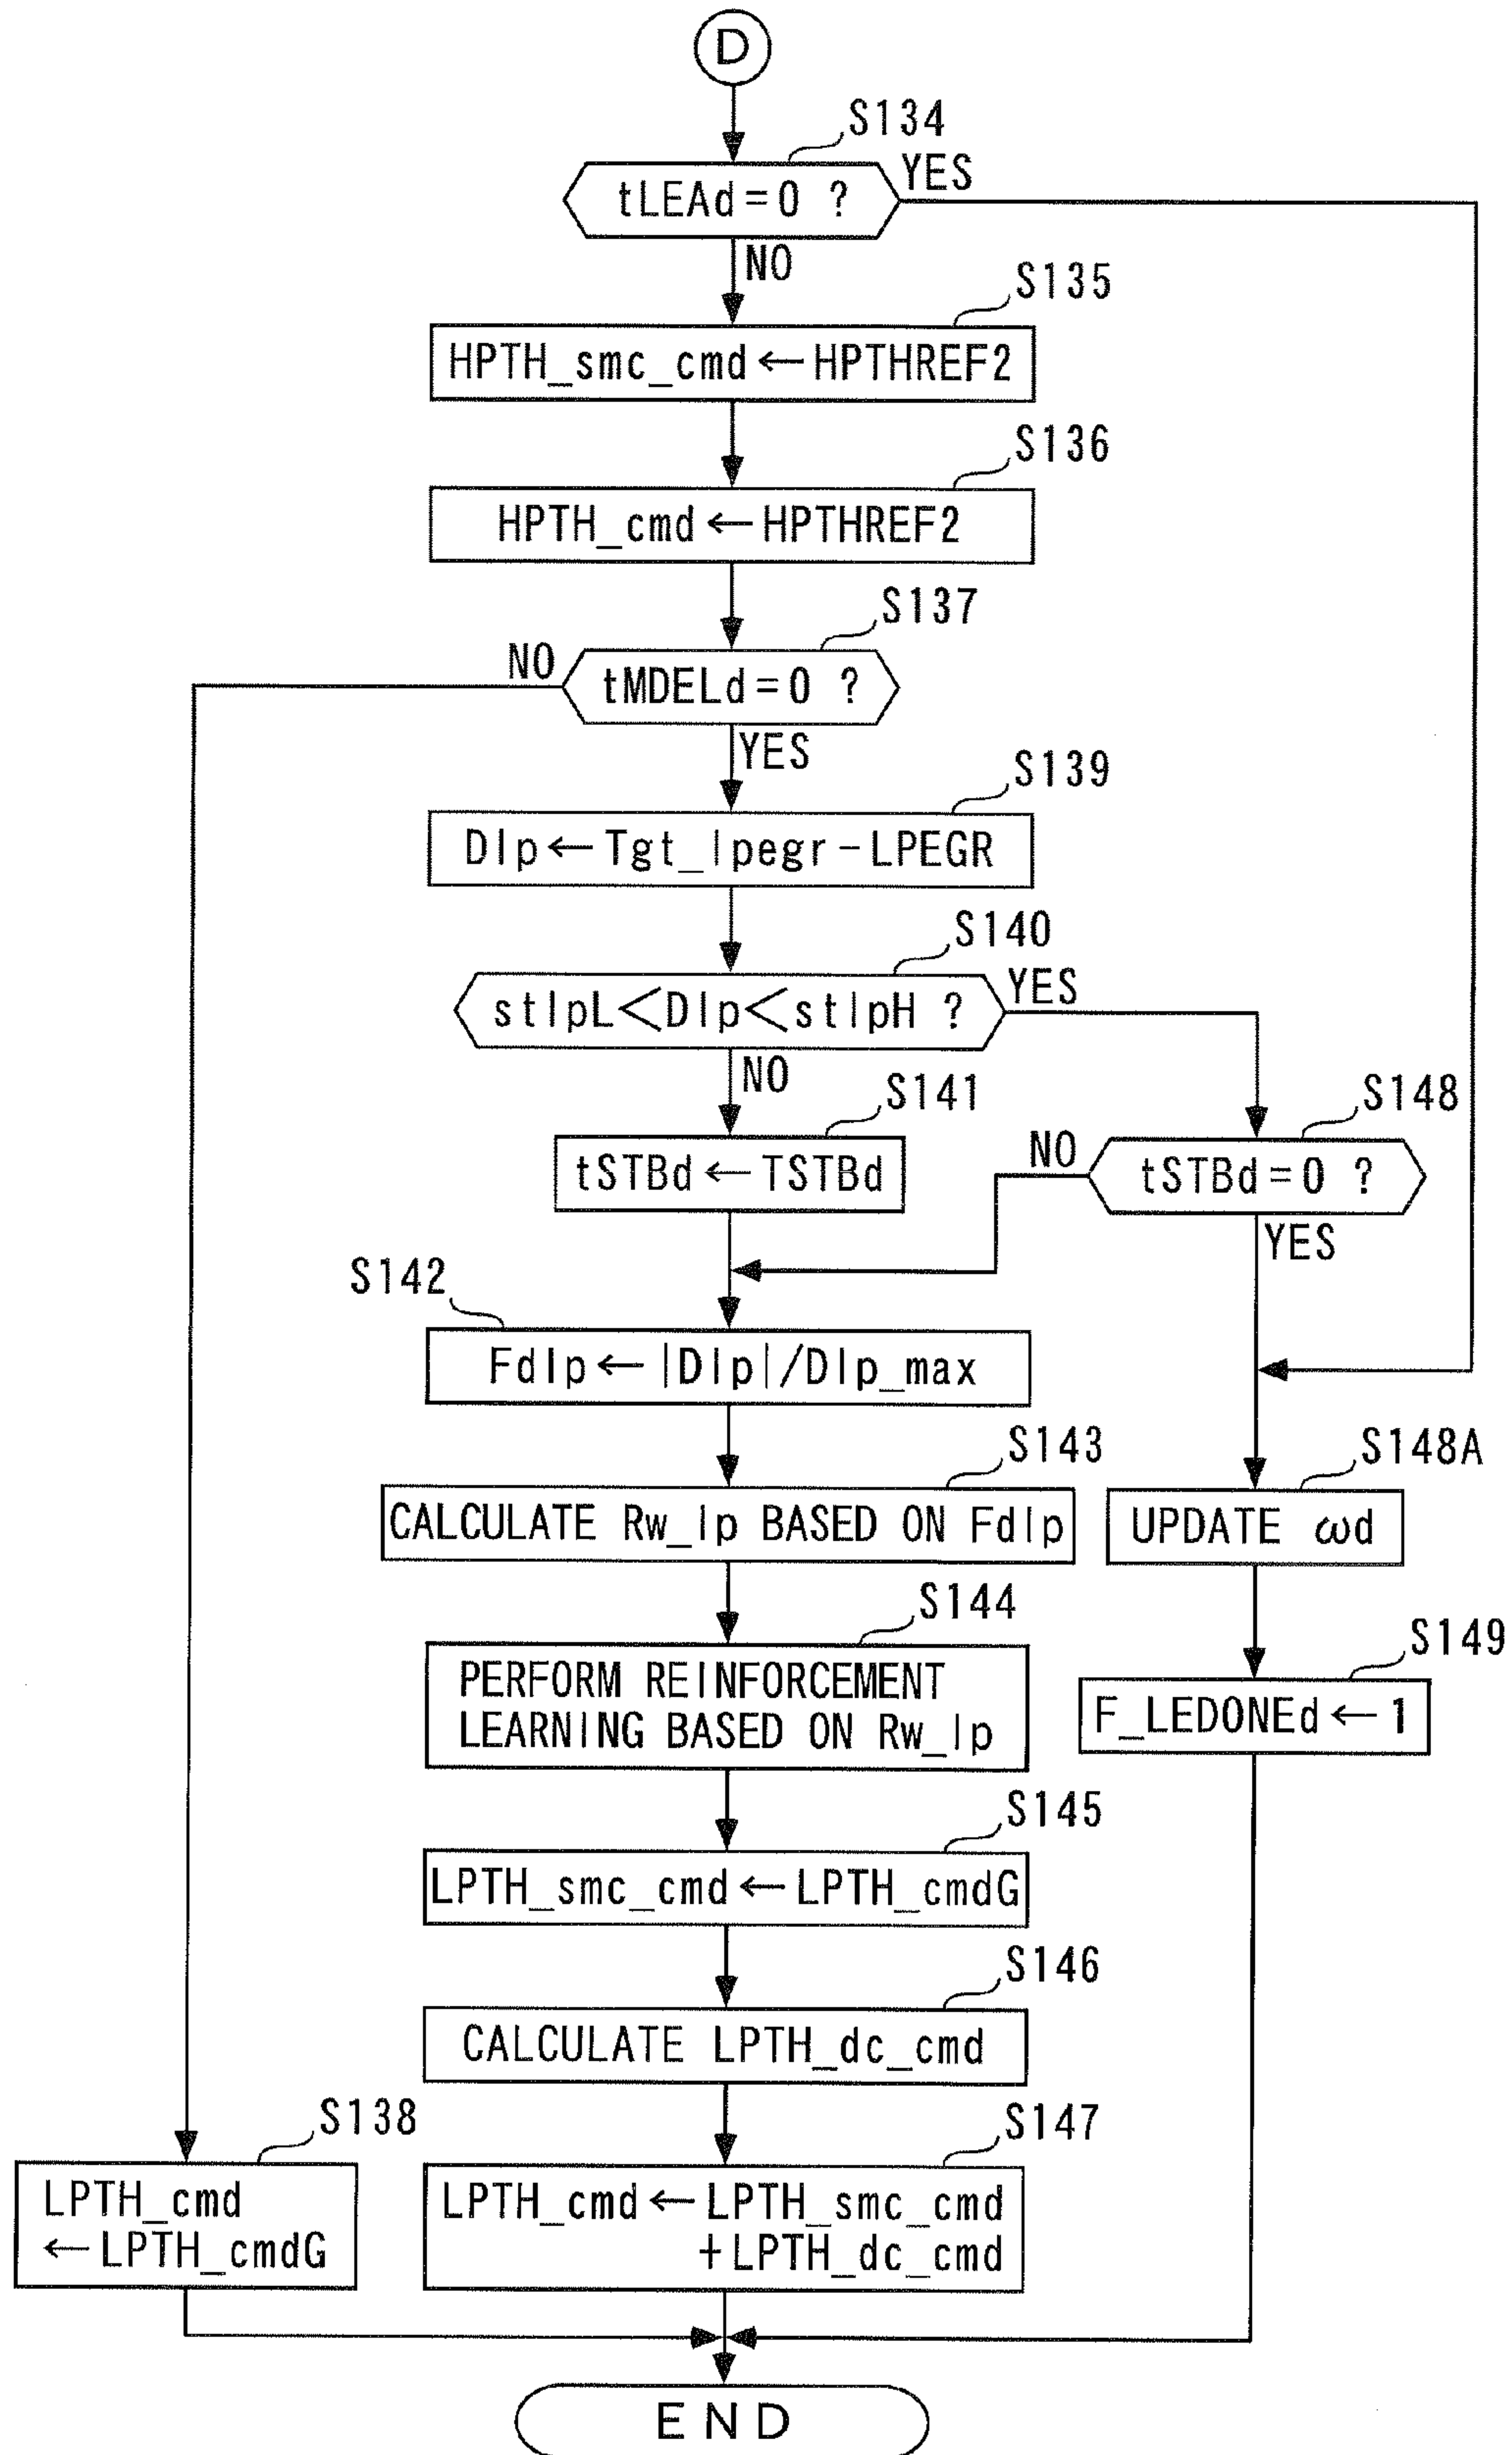 D
S134
tLEAd=0 ?
YES
NO
S135
HPTH_smc_cmd←HPTHREF2
S136
HPTH_cmd←HPTHREF2
S137
NO
tMDELd=0 ?
YES
S139
Dlp←Tgt_lpegr-LPEGR
S140
stlpL<Dlp<stlpH ?
YES
NO
S141
S148
tSTBd←TSTBd
NO
tSTBd=0 ?
YES
S142
Fdlp←|Dlp|/Dlp_max
S143
S148A
CALCULATE Rw_lp BASED ON Fdlp
UPDATE ωd
S144
S149
PERFORM REINFORCEMENT
LEARNING BASED ON Rw_lp
F_LEDONEd←1
S145
LPTH_smc_cmd←LPTH_cmdG
S146
CALCULATE LPTH_dc_cmd
S138
S147
LPTH_cmd
←LPTH_cmdG
LPTH_cmd←LPTH_smc_cmd
+LPTH_dc_cmd
END